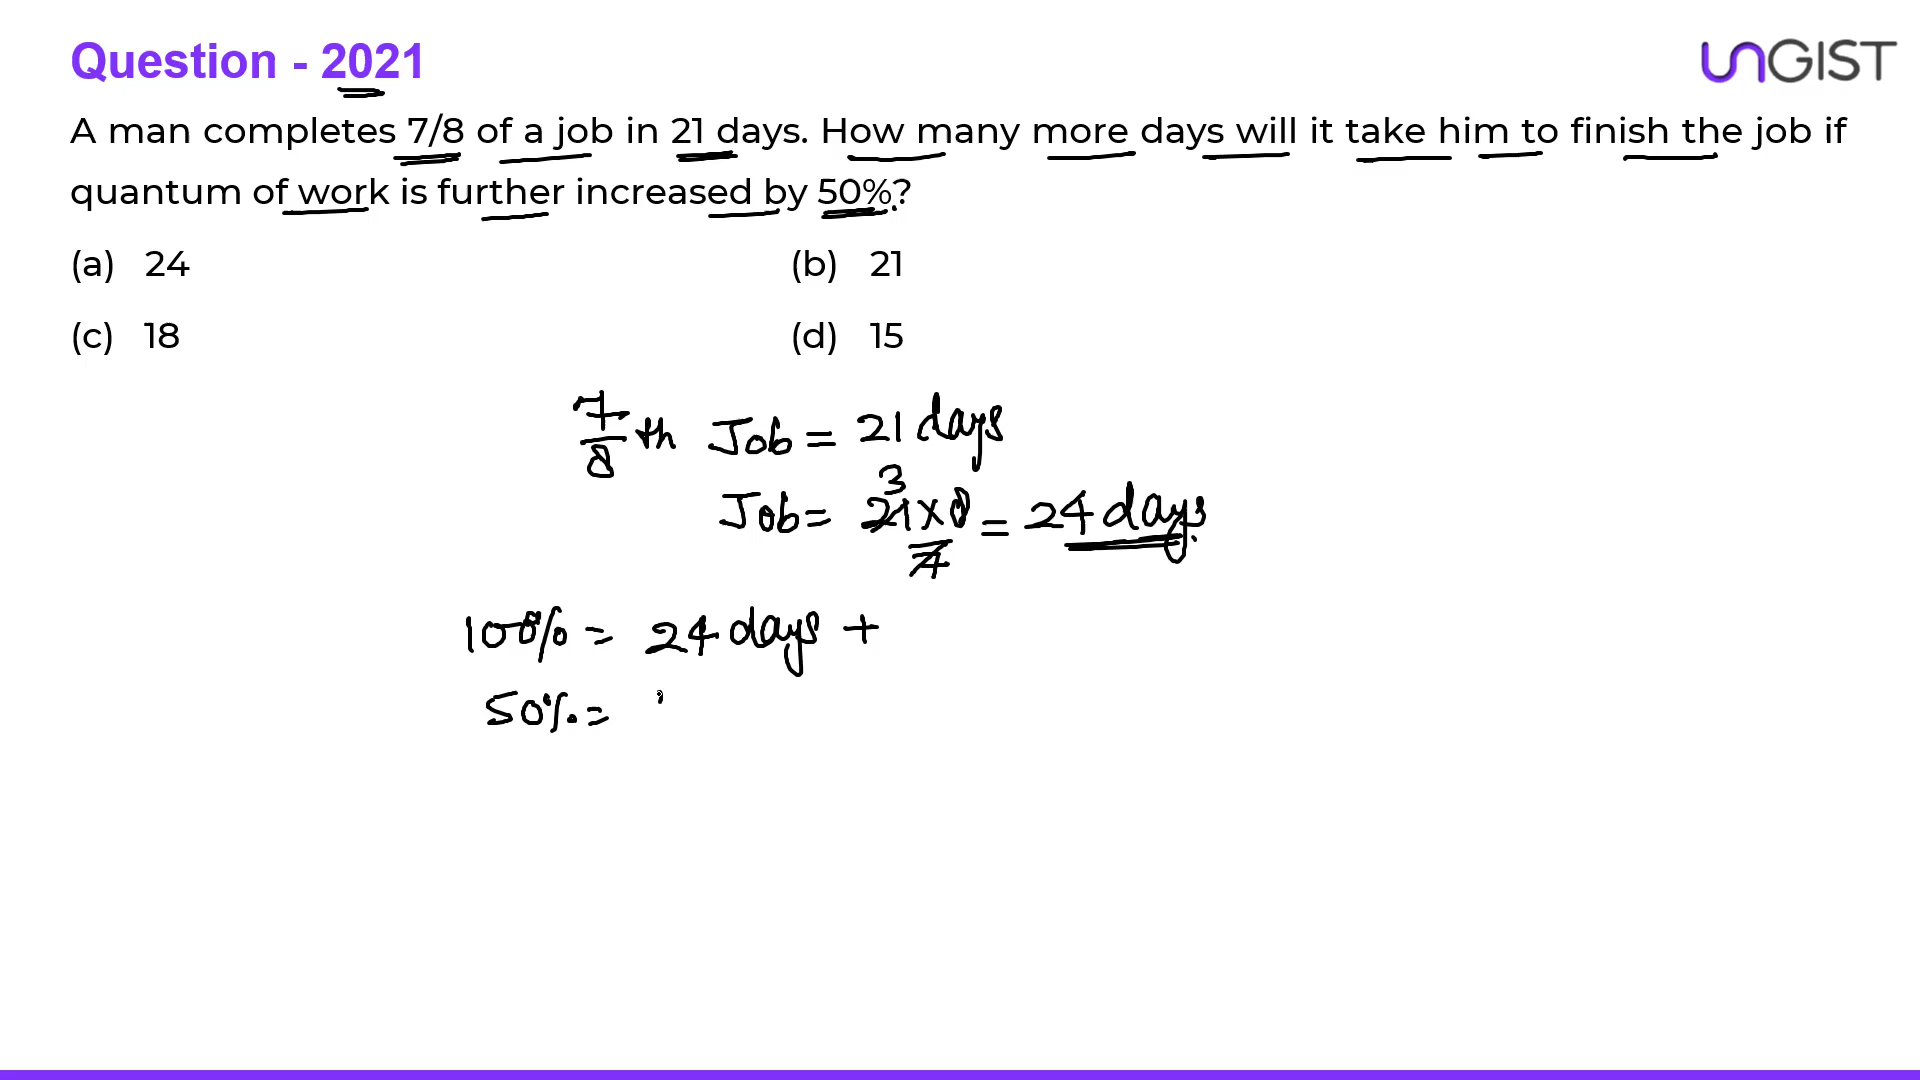 Question - 2021
UNGIST
A man completes 7/8 of a job in 21 days. How many more days will it take him to finish the job if
quantum of work is further increased by 50%?
(a) 24
(b) 21
(c) 18
(d) 15
7/8 th Job = 21 days
3
Job = 21 x 8 / 7 = 24 days
100% = 24 days +
50% =